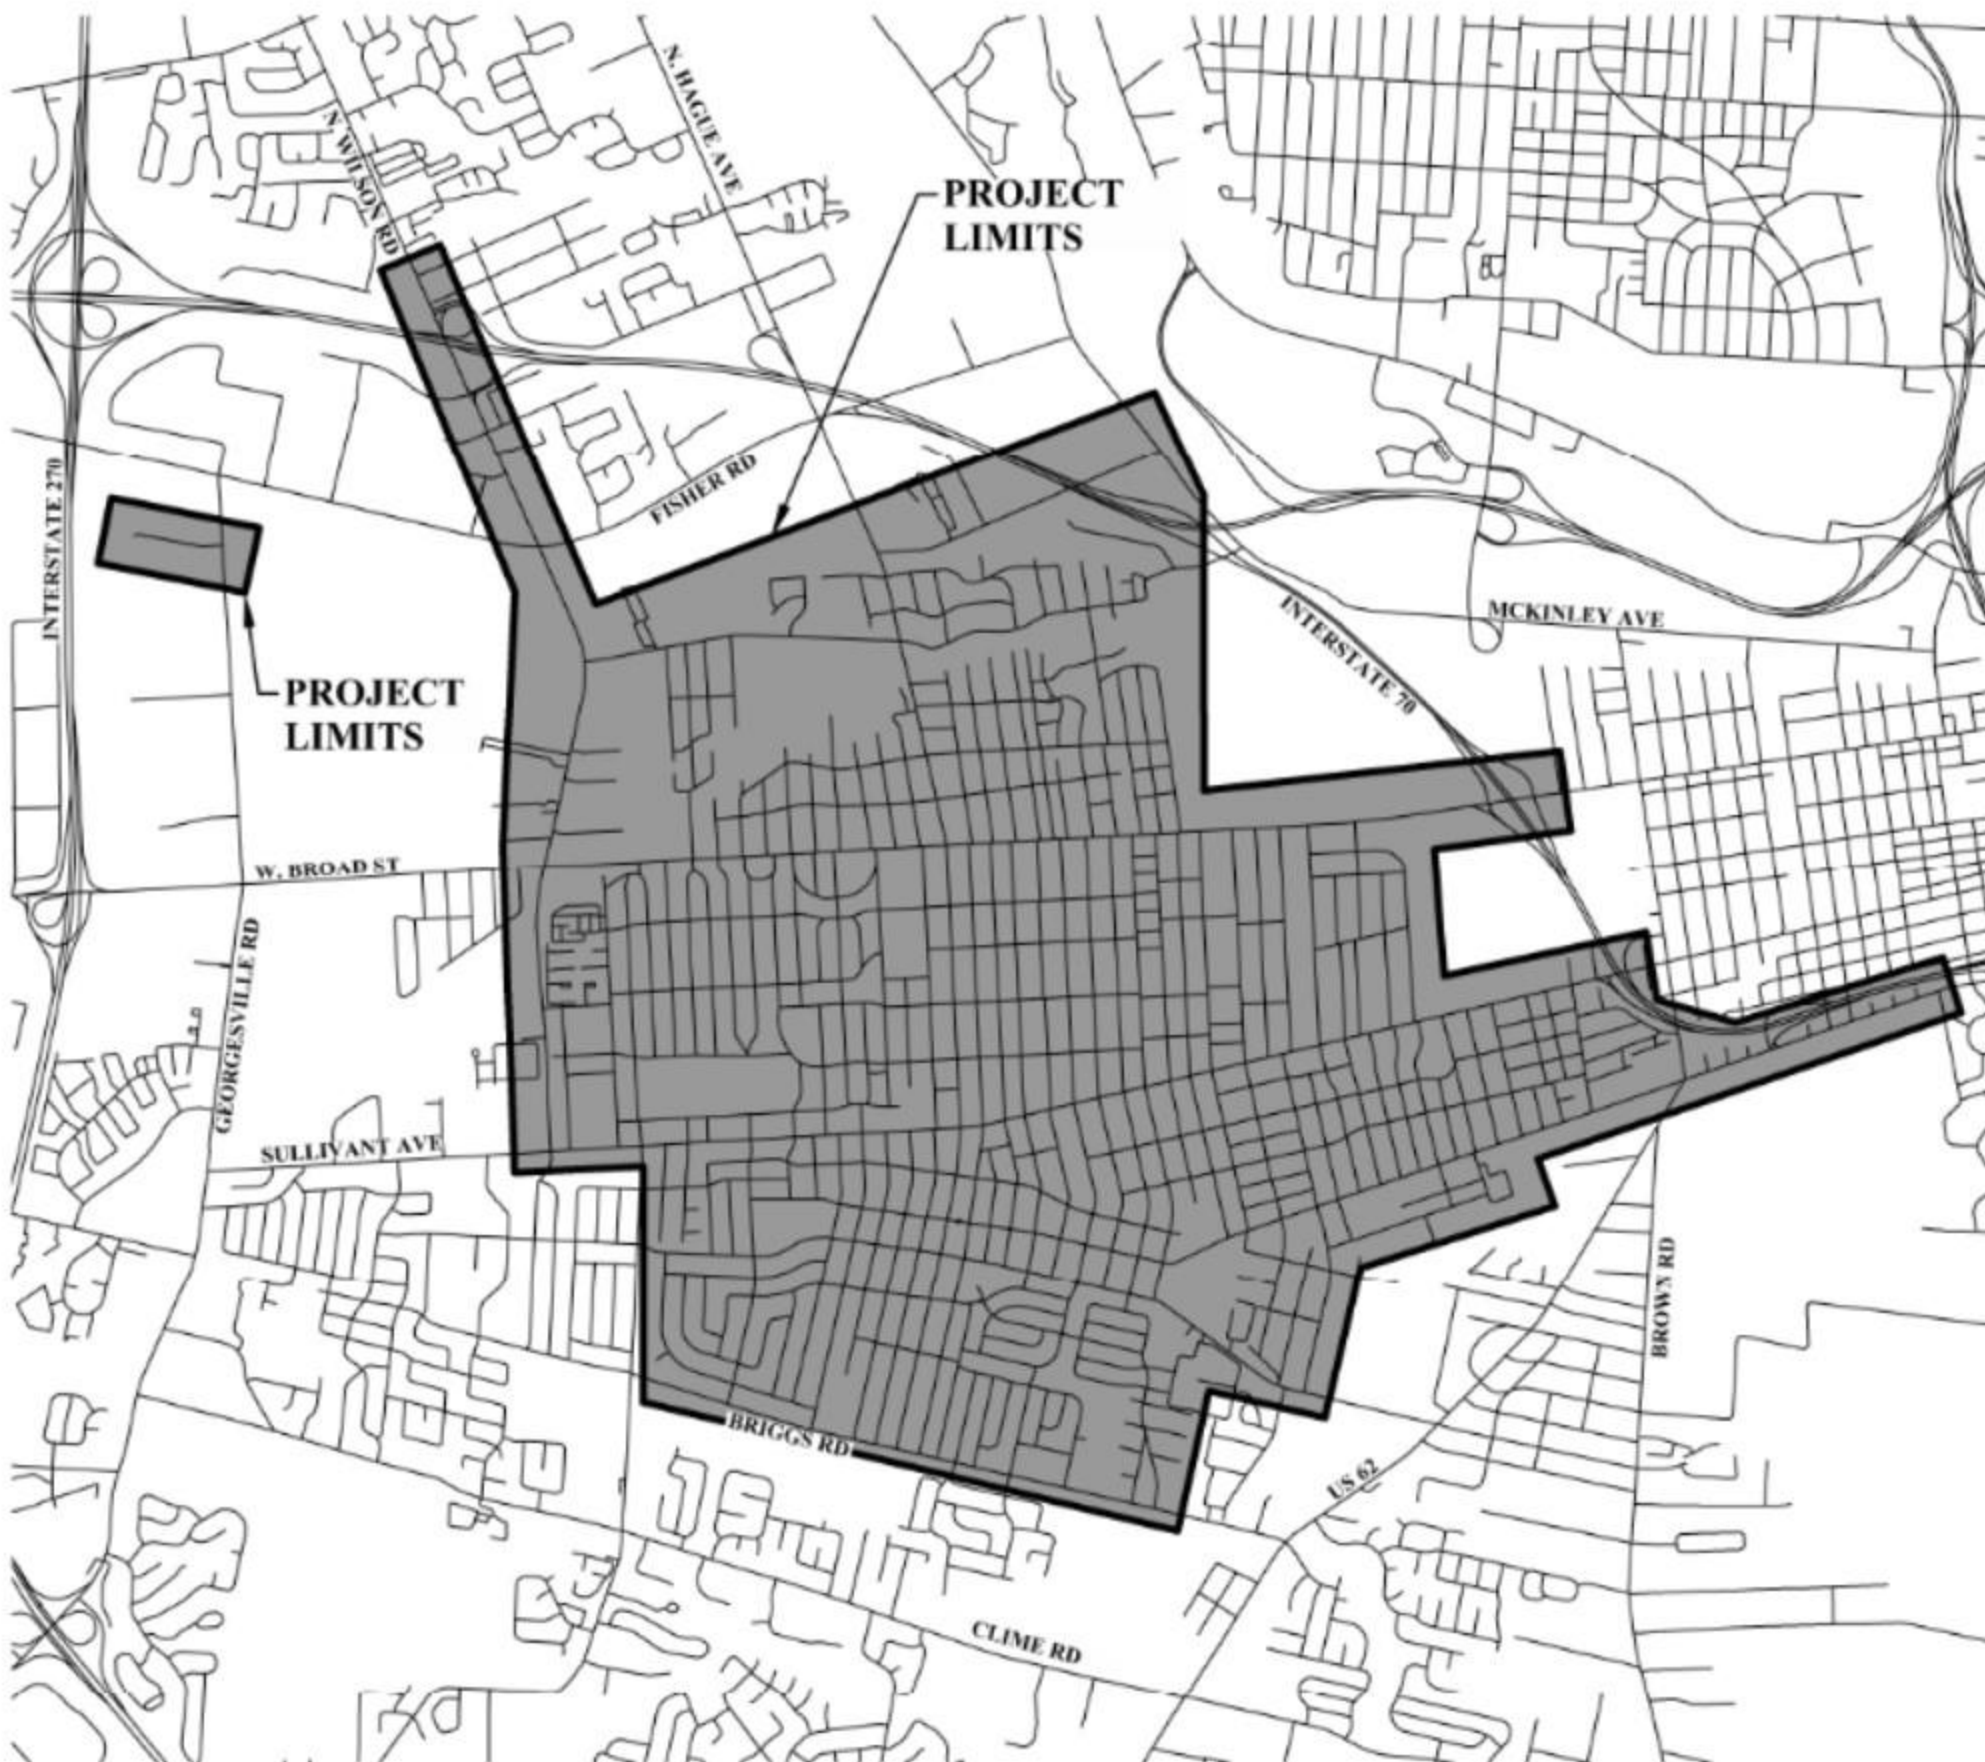 N. WILSON RD
N. HAGUE AVE
PROJECT
LIMITS
FISHER RD
INTERSTATE 270
PROJECT
LIMITS
INTERSTATE 70
MCKINLEY AVE
W. BROAD ST
GEORGESVILLE RD
SULLIVANT AVE
BROWN RD
BRIGGS RD
US 62
CLIME RD